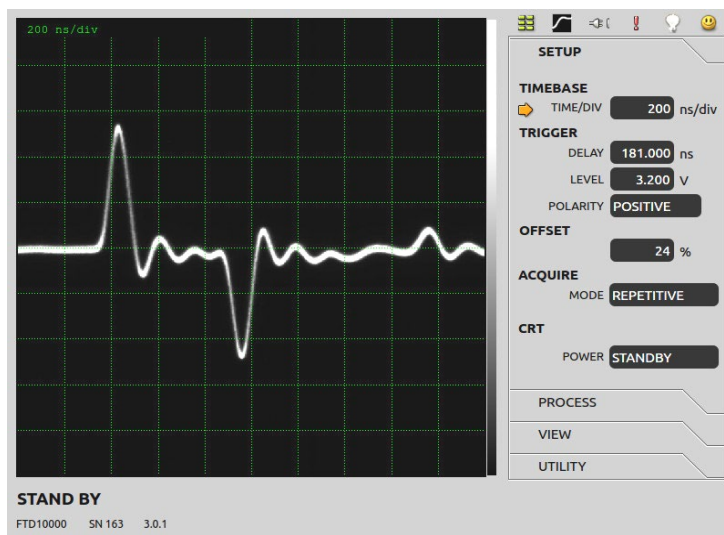 200 ns/div
SETUP
TIMEBASE
TIME/DIV 200 ns/div
TRIGGER
DELAY 181.000 ns
LEVEL 3.200 V
POLARITY POSITIVE
OFFSET
24 %
ACQUIRE
MODE REPETITIVE
CRT
POWER STANDBY
PROCESS
VIEW
UTILITY
STAND BY
FTD10000 SN 163 3.0.1